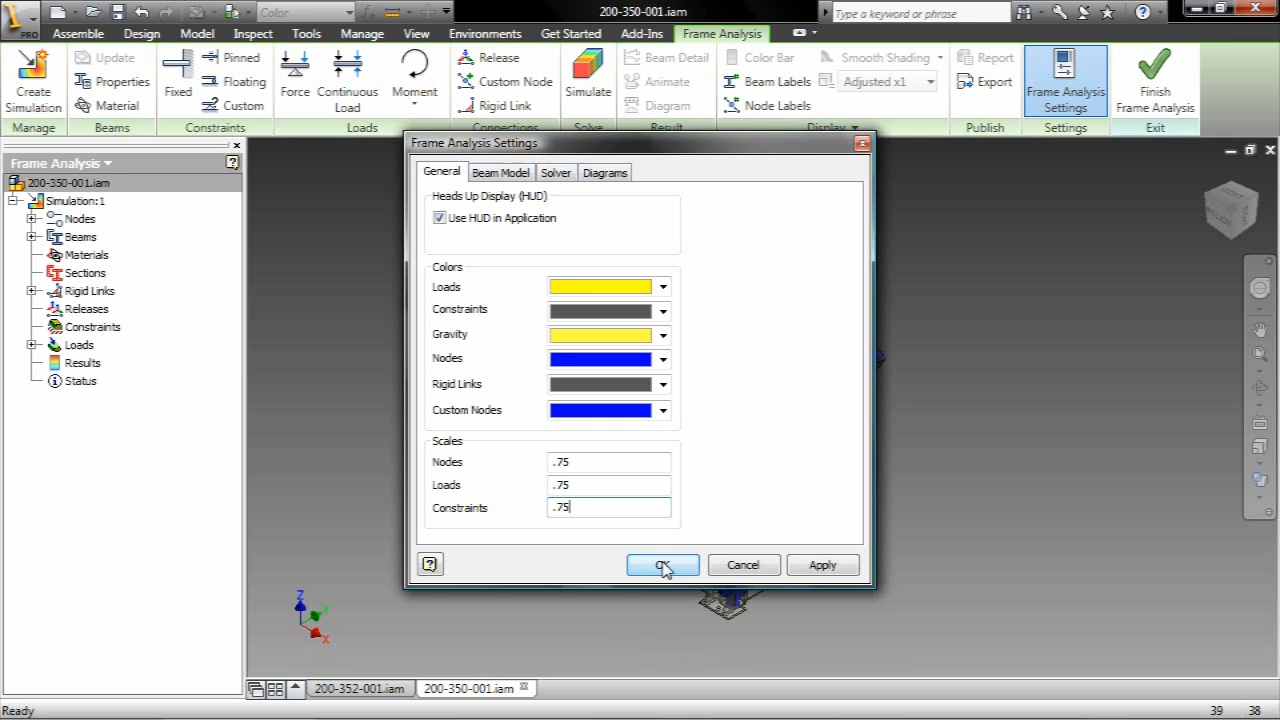 200-350-001.iam
Color
Type a keyword or phrase
PRO
Assemble Design Model Inspect Tools Manage View Environments Get Started Add-Ins Frame Analysis
Create Simulation
Update
Properties
Material
Fixed
Pinned
Floating
Custom
Force
Continuous Load
Moment
Release
Custom Node
Rigid Link
Simulate
Beam Detail
Animate
Diagram
Color Bar
Beam Labels
Node Labels
Smooth Shading
Adjusted x1
Report
Export
Frame Analysis Settings
Finish Frame Analysis
Manage Beams Constraints Loads Connections Solve Result Display Publish Settings Exit
Frame Analysis
200-350-001.iam
Simulation:1
Nodes
Beams
Materials
Sections
Rigid Links
Releases
Constraints
Loads
Results
Status
Frame Analysis Settings
General Beam Model Solver Diagrams
Heads Up Display (HUD)
Use HUD in Application
Colors
Loads
Constraints
Gravity
Nodes
Rigid Links
Custom Nodes
Scales
Nodes .75
Loads .75
Constraints .75
OK Cancel Apply
Z
X
200-352-001.iam 200-350-001.iam
Ready 39 38